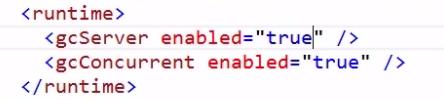 <runtime>
<gcServer enabled="true" />
<gcConcurrent enabled="true" />
</runtime>